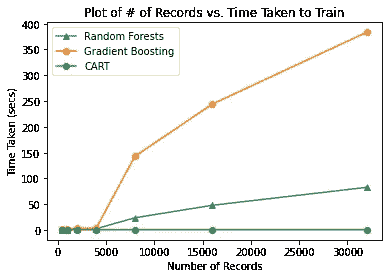 Plot of # of Records vs. Time Taken to Train
Random Forests
Gradient Boosting
CART
Time Taken (secs)
400
350
300
250
200
150
100
50
0
0 5000 10000 15000 20000 25000 30000
Number of Records